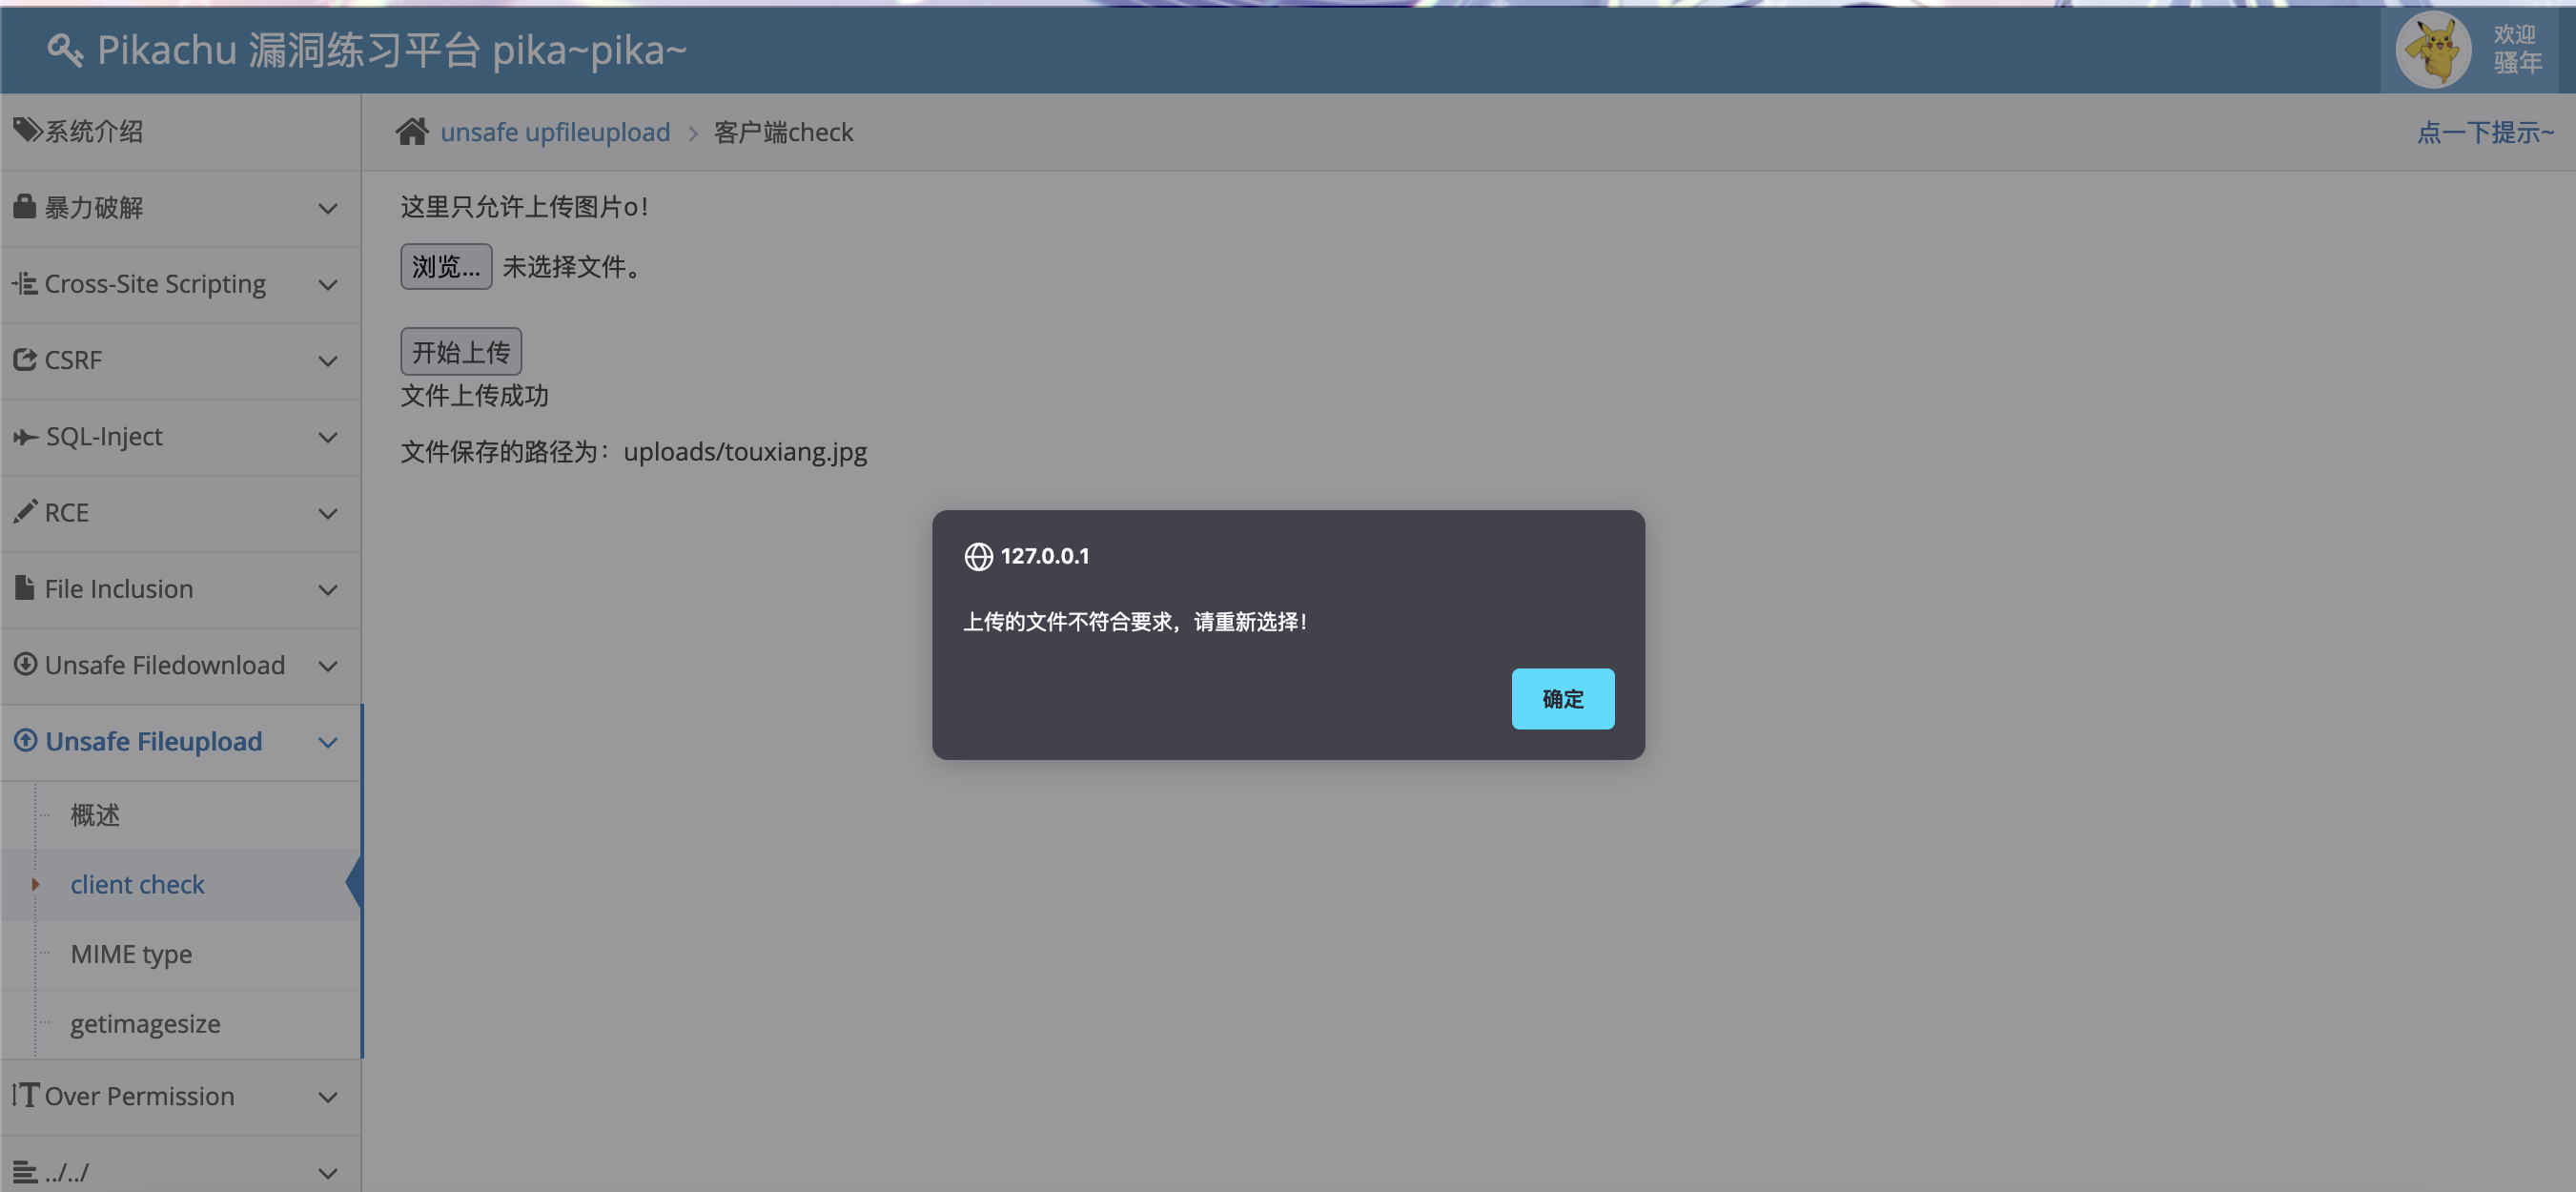 Pikachu 漏洞练习平台 pika~pika~
欢迎
骚年
系统介绍
暴力破解
Cross-Site Scripting
CSRF
SQL-Inject
RCE
File Inclusion
Unsafe Filedownload
Unsafe Fileupload
概述
client check
MIME type
getimagesize
Over Permission
../../
unsafe upfileupload
客户端check
点一下提示~
这里只允许上传图片o！
浏览... 未选择文件。
开始上传
文件上传成功
文件保存的路径为：uploads/touxiang.jpg
127.0.0.1
上传的文件不符合要求，请重新选择！
确定